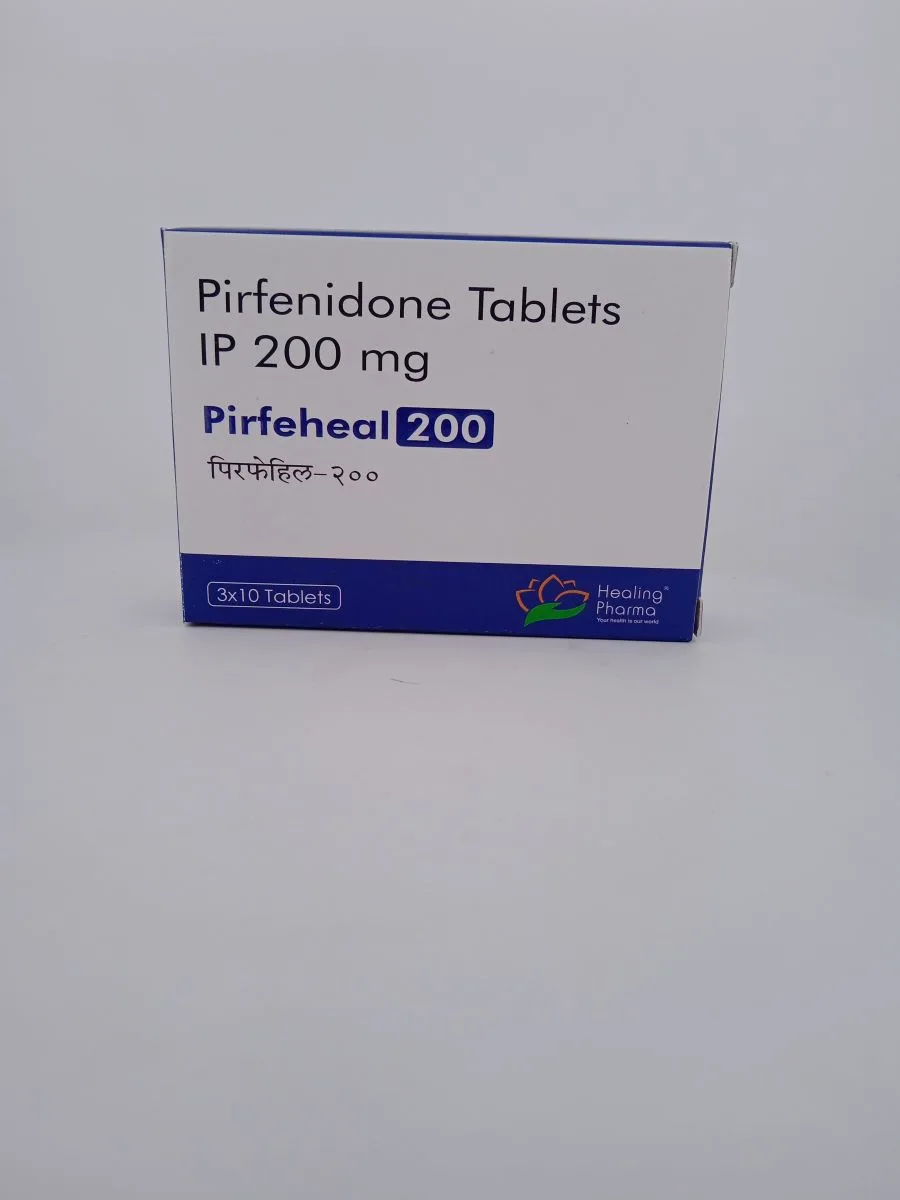 Pirfenidone Tablets
IP 200 mg
Pirfeheal 200
पिरफेहिल-२००
3x10 Tablets
Healing®
Pharma
Your health is our world